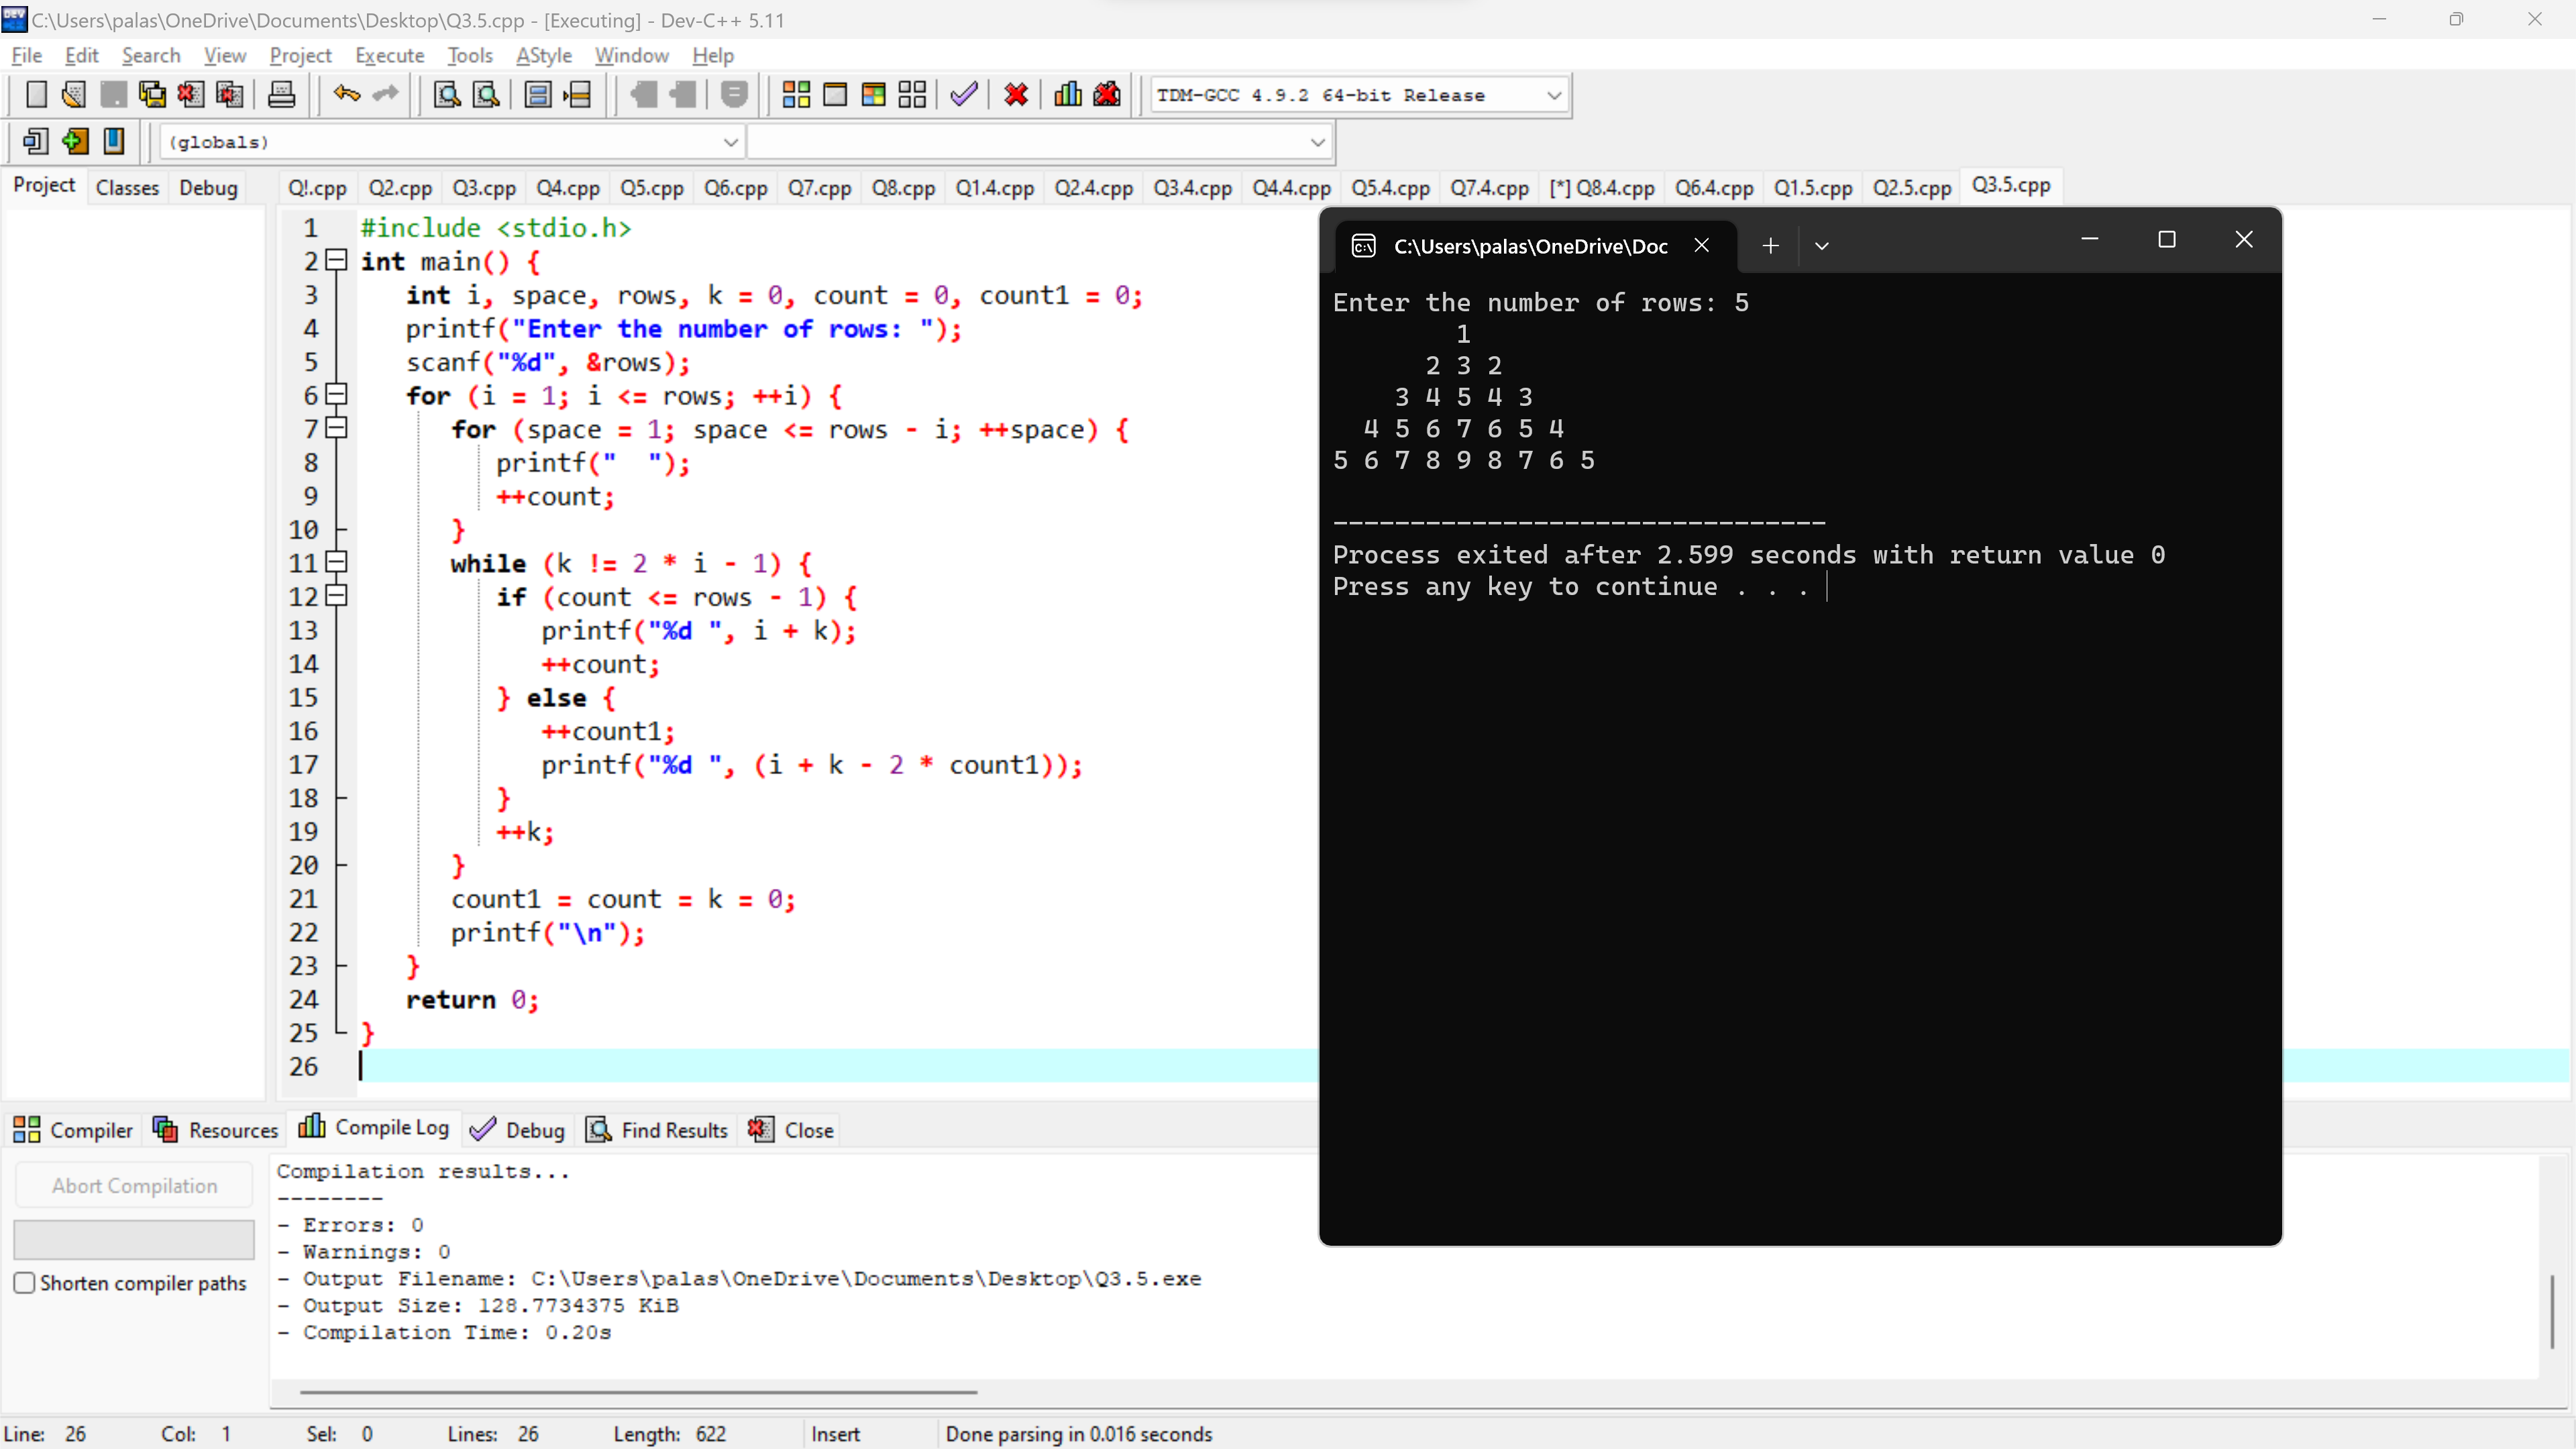 C:\Users\palas\OneDrive\Documents\Desktop\Q3.5.cpp - [Executing] - Dev-C++ 5.11
File Edit Search View Project Execute Tools AStyle Window Help
TDM-GCC 4.9.2 64-bit Release
(globals)
Project Classes Debug Q!.cpp Q2.cpp Q3.cpp Q4.cpp Q5.cpp Q6.cpp Q7.cpp Q8.cpp Q1.4.cpp Q2.4.cpp Q3.4.cpp Q4.4.cpp Q5.4.cpp Q7.4.cpp [*] Q8.4.cpp Q6.4.cpp Q1.5.cpp Q2.5.cpp Q3.5.cpp
1 #include <stdio.h>
2 int main() {
3    int i, space, rows, k = 0, count = 0, count1 = 0;
4    printf("Enter the number of rows: ");
5    scanf("%d", &rows);
6    for (i = 1; i <= rows; ++i) {
7       for (space = 1; space <= rows - i; ++space) {
8          printf("  ");
9          ++count;
10       }
11       while (k != 2 * i - 1) {
12          if (count <= rows - 1) {
13             printf("%d ", i + k);
14             ++count;
15          } else {
16             ++count1;
17             printf("%d ", (i + k - 2 * count1));
18          }
19          ++k;
20       }
21       count1 = count = k = 0;
22       printf("\n");
23    }
24    return 0;
25 }
26
C:\Users\palas\OneDrive\Doc
Enter the number of rows: 5
        1
      2 3 2
    3 4 5 4 3
  4 5 6 7 6 5 4
5 6 7 8 9 8 7 6 5
--------------------------------
Process exited after 2.599 seconds with return value 0
Press any key to continue . . .
Compiler Resources Compile Log Debug Find Results Close
Abort Compilation
Shorten compiler paths
Compilation results...
--------
- Errors: 0
- Warnings: 0
- Output Filename: C:\Users\palas\OneDrive\Documents\Desktop\Q3.5.exe
- Output Size: 128.7734375 KiB
- Compilation Time: 0.20s
Line: 26 Col: 1 Sel: 0 Lines: 26 Length: 622 Insert Done parsing in 0.016 seconds